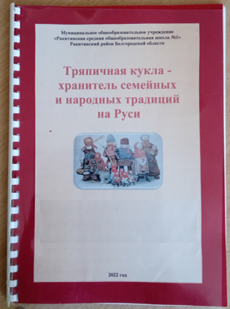 Муниципальное общеобразовательное учреждение
«Ракитянская средняя общеобразовательная школа №3»
Ракитянский район Белгородской области
Тряпичная кукла -
хранитель семейных
и народных традиций
на Руси
2022 год